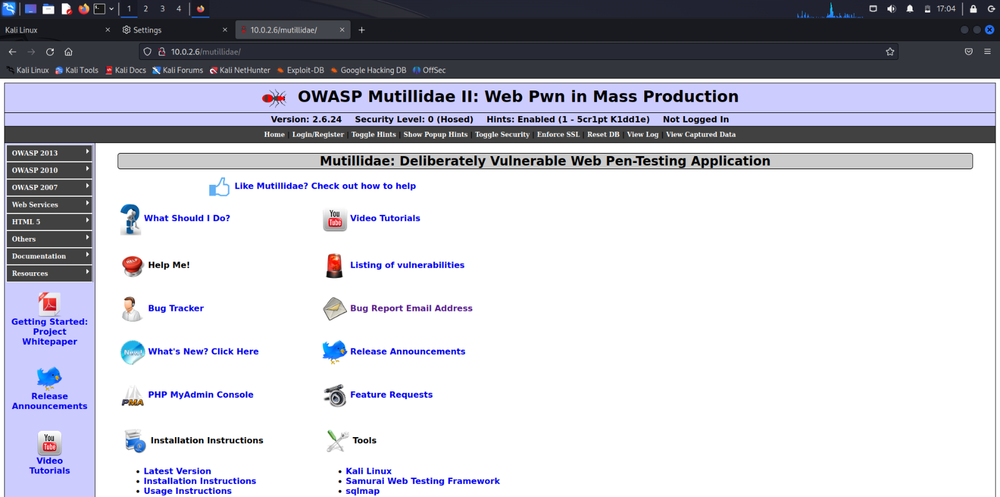 1 2 3 4 17:04
Kali Linux Settings 10.0.2.6/mutillidae/
10.0.2.6/mutillidae/
Kali Linux Kali Tools Kali Docs Kali Forums Kali NetHunter Exploit-DB Google Hacking DB OffSec
OWASP Mutillidae II: Web Pwn in Mass Production
Version: 2.6.24 Security Level: 0 (Hosed) Hints: Enabled (1 - 5cr1pt K1dd1e) Not Logged In
Home | Login/Register | Toggle Hints | Show Popup Hints | Toggle Security | Enforce SSL | Reset DB | View Log | View Captured Data
OWASP 2013
OWASP 2010
OWASP 2007
Web Services
HTML 5
Others
Documentation
Resources
Getting Started:
Project
Whitepaper
Release
Announcements
You
Tube
Video
Tutorials
Mutillidae: Deliberately Vulnerable Web Pen-Testing Application
Like Mutillidae? Check out how to help
What Should I Do? You Tube Video Tutorials
HELP Help Me! Listing of vulnerabilities
Bug Tracker Bug Report Email Address
New! What's New? Click Here Release Announcements
PMA PHP MyAdmin Console Feature Requests
Installation Instructions Tools
• Latest Version • Kali Linux
• Installation Instructions • Samurai Web Testing Framework
• Usage Instructions • sqlmap